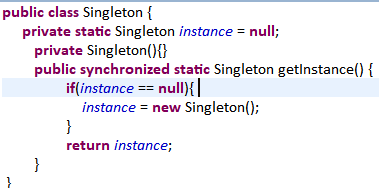 public class Singleton {
private static Singleton instance = null;
private Singleton(){}
public synchronized static Singleton getInstance() {
if(instance == null){
instance = new Singleton();
}
return instance;
}
}